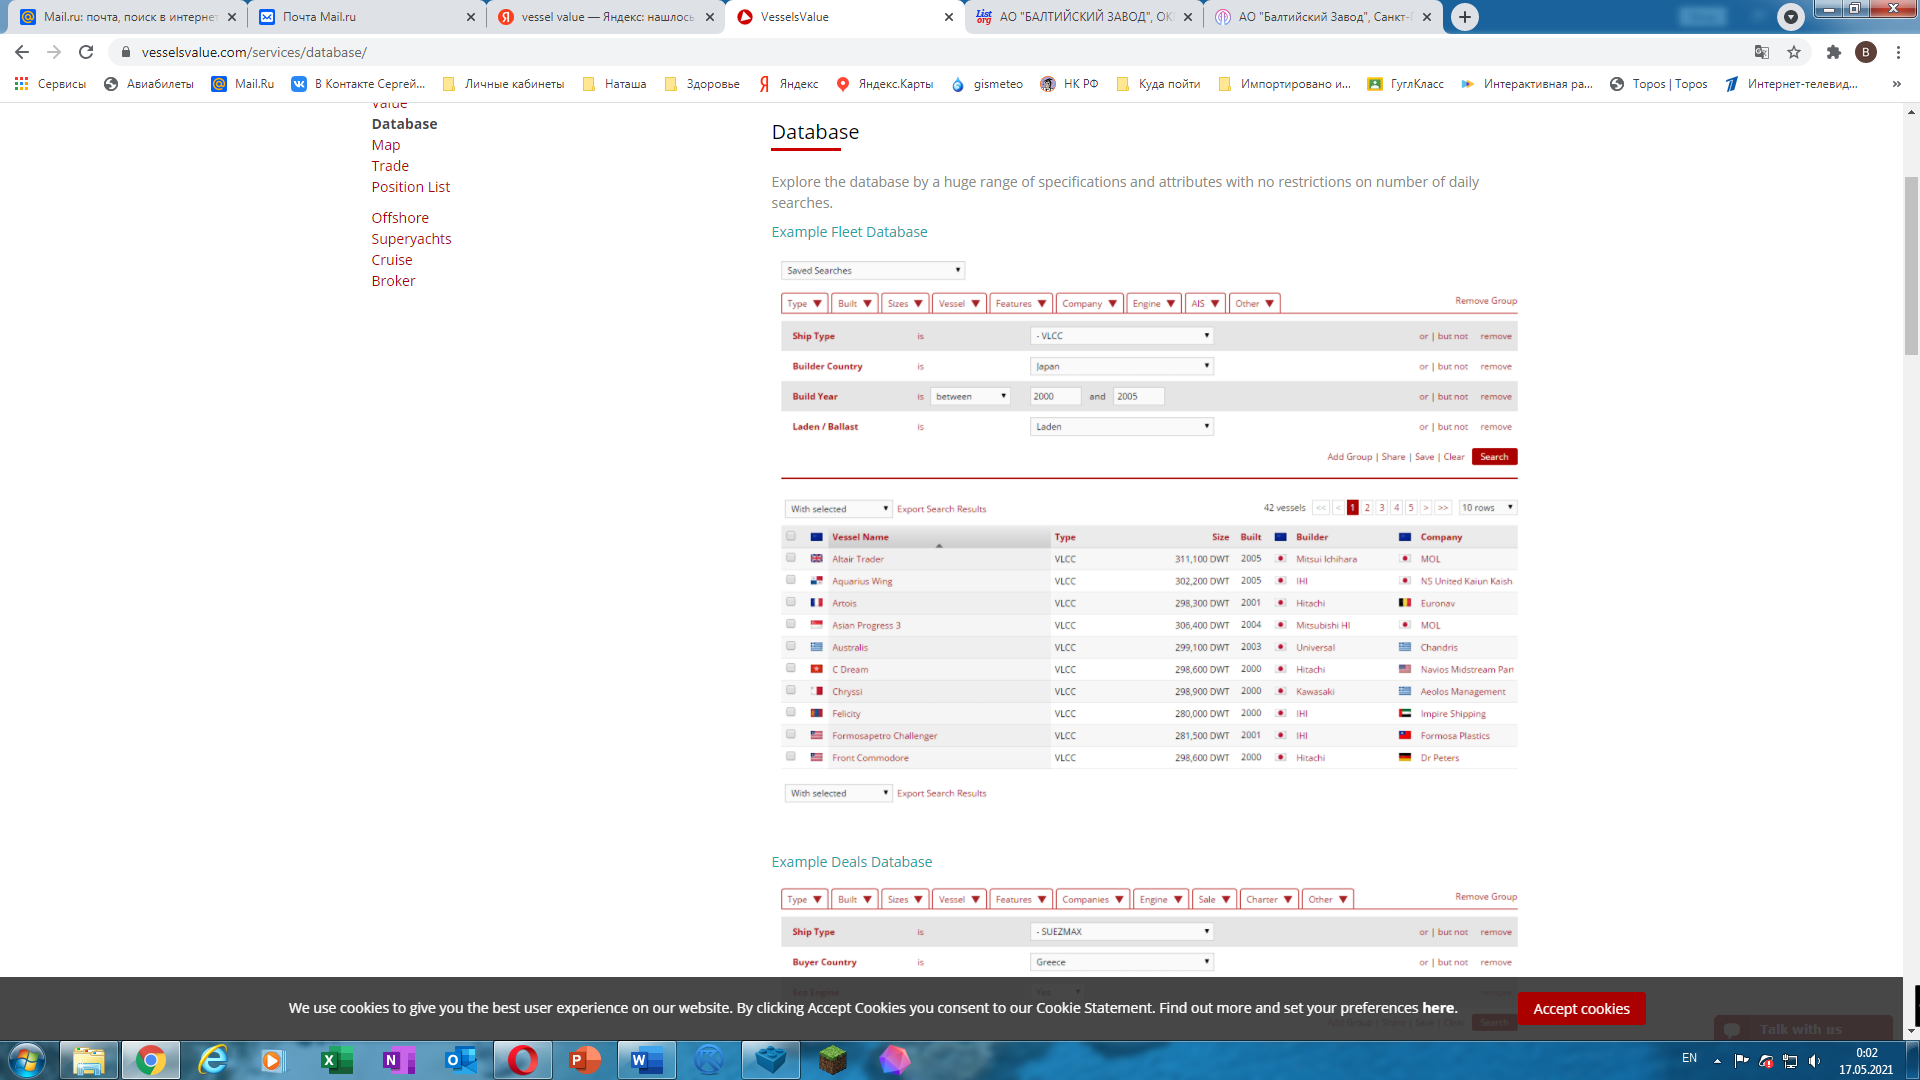 Mail.ru: почта, поиск в интернет
Почта Mail.ru
vessel value — Яндекс: нашлось
VesselsValue
АО "БАЛТИЙСКИЙ ЗАВОД", ОК
АО "Балтийский Завод", Санкт-
vesselsvalue.com/services/database/
B
Сервисы
Авиабилеты
Mail.Ru
В Контакте Сергей...
Личные кабинеты
Наташа
Здоровье
Яндекс
Яндекс.Карты
gismeteo
НК РФ
Куда пойти
Импортировано и...
ГуглКласс
Интерактивная ра...
Topos | Topos
Интернет-телевид...
»
Value
Database
Map
Trade
Position List
Offshore
Superyachts
Cruise
Broker
Database
Explore the database by a huge range of specifications and attributes with no restrictions on number of daily
searches.
Example Fleet Database
Saved Searches
Type Built Sizes Vessel Features Company Engine AIS Other Remove Group
Ship Type is - VLCC or | but not remove
Builder Country is Japan or | but not remove
Build Year is between 2000 and 2005 or | but not remove
Laden / Ballast is Laden or | but not remove
Add Group | Share | Save | Clear Search
With selected Export Search Results 42 vessels << < 1 2 3 4 5 > >> 10 rows
Vessel Name Type Size Built Builder Company
Altair Trader VLCC 311,100 DWT 2005 Mitsui Ichihara MOL
Aquarius Wing VLCC 302,200 DWT 2005 IHI NS United Kaiun Kaish
Artois VLCC 298,300 DWT 2001 Hitachi Euronav
Asian Progress 3 VLCC 306,400 DWT 2004 Mitsubishi HI MOL
Australis VLCC 299,100 DWT 2003 Universal Chandris
C Dream VLCC 298,600 DWT 2000 Hitachi Navios Midstream Part
Chryssi VLCC 298,900 DWT 2000 Kawasaki Aeolos Management
Felicity VLCC 280,000 DWT 2000 IHI Impire Shipping
Formosapetro Challenger VLCC 281,500 DWT 2001 IHI Formosa Plastics
Front Commodore VLCC 298,600 DWT 2000 Hitachi Dr Peters
With selected Export Search Results
Example Deals Database
Type Built Sizes Vessel Features Companies Engine Sale Charter Other Remove Group
Ship Type is - SUEZMAX or | but not remove
Buyer Country is Greece or | but not remove
We use cookies to give you the best user experience on our website. By clicking Accept Cookies you consent to our Cookie Statement. Find out more and set your preferences here.
Accept cookies
Talk with us
EN
0:02
17.05.2021